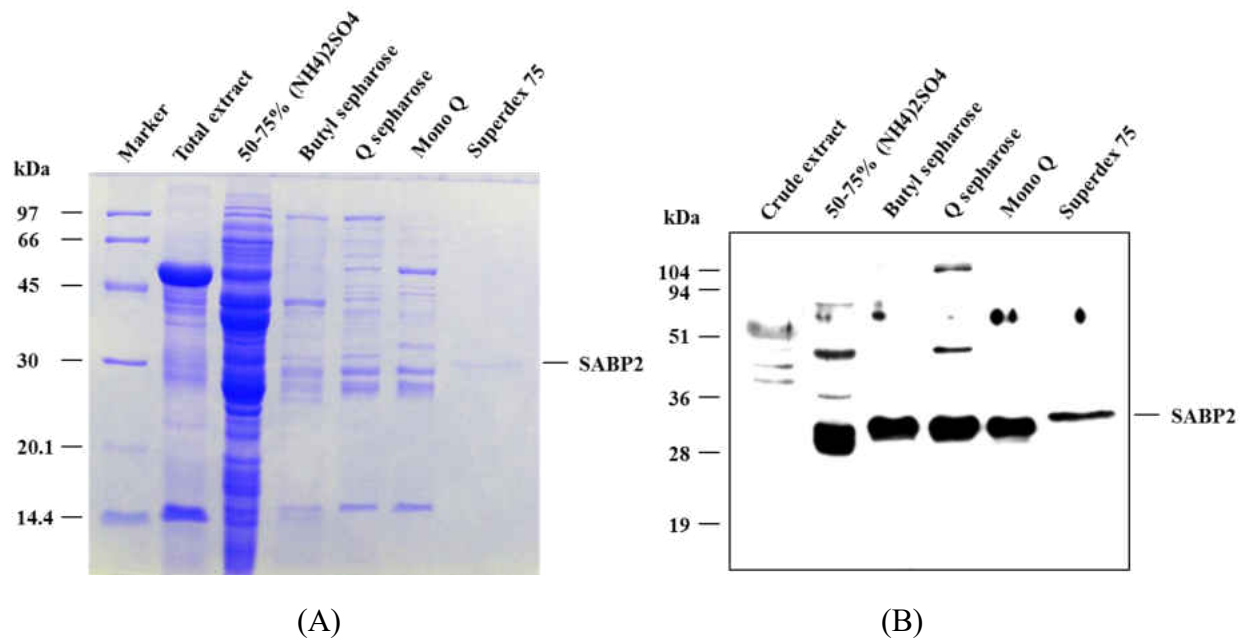 Marker
Total extract
50-75% (NH4)2SO4
Butyl sepharose
Q sepharose
Mono Q
Superdex 75
kDa
97
66
45
30
20.1
14.4
SABP2
(A)
Crude extract
50-75% (NH4)2SO4
Butyl sepharose
Q sepharose
Mono Q
Superdex 75
kDa
104
94
51
36
28
19
SABP2
(B)